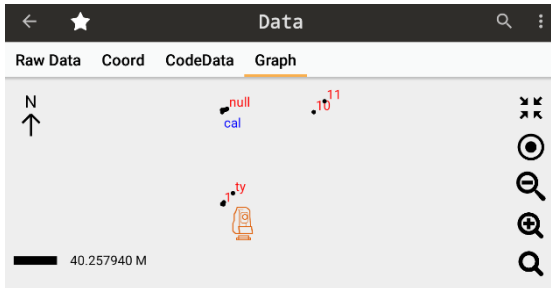 Data
Raw Data Coord CodeData Graph
N
null
11
10
cal
ty
1
40.257940 M